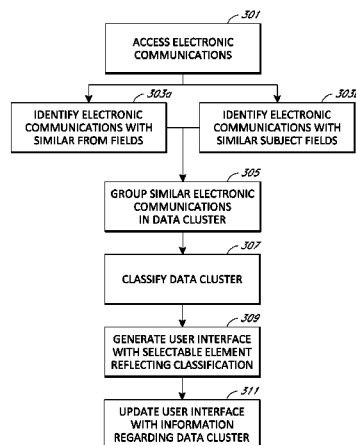 301
ACCESS ELECTRONIC
COMMUNICATIONS
303a
IDENTIFY ELECTRONIC
COMMUNICATIONS WITH
SIMILAR FROM FIELDS
IDENTIFY ELECTRONIC
COMMUNICATIONS WITH
SIMILAR SUBJECT FIELDS
305
GROUP SIMILAR ELECTRONIC
COMMUNICATIONS
IN DATA CLUSTER
307
CLASSIFY DATA CLUSTER
309
GENERATE USER INTERFACE
WITH SELECTABLE ELEMENT
REFLECTING CLASSIFICATION
311
UPDATE USER INTERFACE
WITH INFORMATION
REGARDING DATA CLUSTER